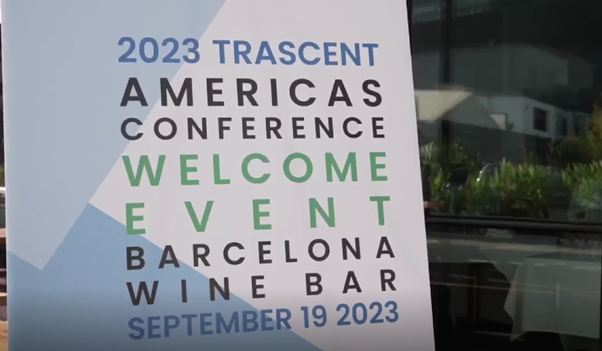 2023 TRASCENT
AMERICAS
CONFERENCE
WELCOME
EVENT
BARCELONA
WINE BAR
SEPTEMBER 19 2023